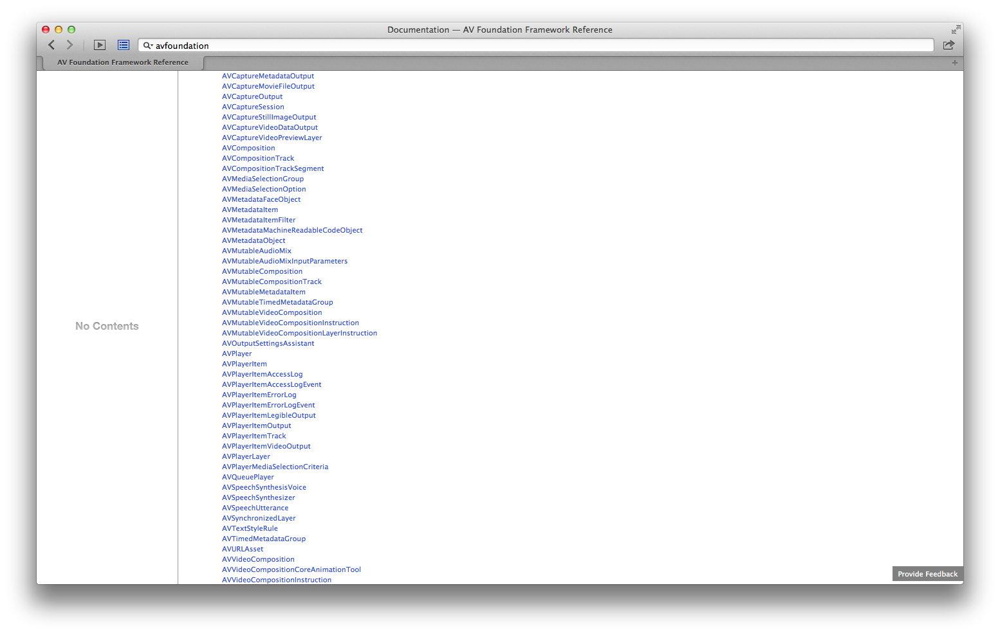 Documentation — AV Foundation Framework Reference
avfoundation
AV Foundation Framework Reference
AVCaptureMetadataOutput
AVCaptureMovieFileOutput
AVCaptureOutput
AVCaptureSession
AVCaptureStillImageOutput
AVCaptureVideoDataOutput
AVCaptureVideoPreviewLayer
AVComposition
AVCompositionTrack
AVCompositionTrackSegment
AVMediaSelectionGroup
AVMediaSelectionOption
AVMetadataFaceObject
AVMetadataItem
AVMetadataItemFilter
AVMetadataMachineReadableCodeObject
AVMetadataObject
AVMutableAudioMix
AVMutableAudioMixInputParameters
AVMutableComposition
AVMutableCompositionTrack
AVMutableMetadataItem
AVMutableTimedMetadataGroup
AVMutableVideoComposition
AVMutableVideoCompositionInstruction
No Contents
AVMutableVideoCompositionLayerInstruction
AVOutputSettingsAssistant
AVPlayer
AVPlayerItem
AVPlayerItemAccessLog
AVPlayerItemAccessLogEvent
AVPlayerItemErrorLog
AVPlayerItemErrorLogEvent
AVPlayerItemLegibleOutput
AVPlayerItemOutput
AVPlayerItemTrack
AVPlayerItemVideoOutput
AVPlayerLayer
AVPlayerMediaSelectionCriteria
AVQueuePlayer
AVSpeechSynthesisVoice
AVSpeechSynthesizer
AVSpeechUtterance
AVSynchronizedLayer
AVTextStyleRule
AVTimedMetadataGroup
AVURLAsset
AVVideoComposition
AVVideoCompositionCoreAnimationTool
AVVideoCompositionInstruction
Provide Feedback